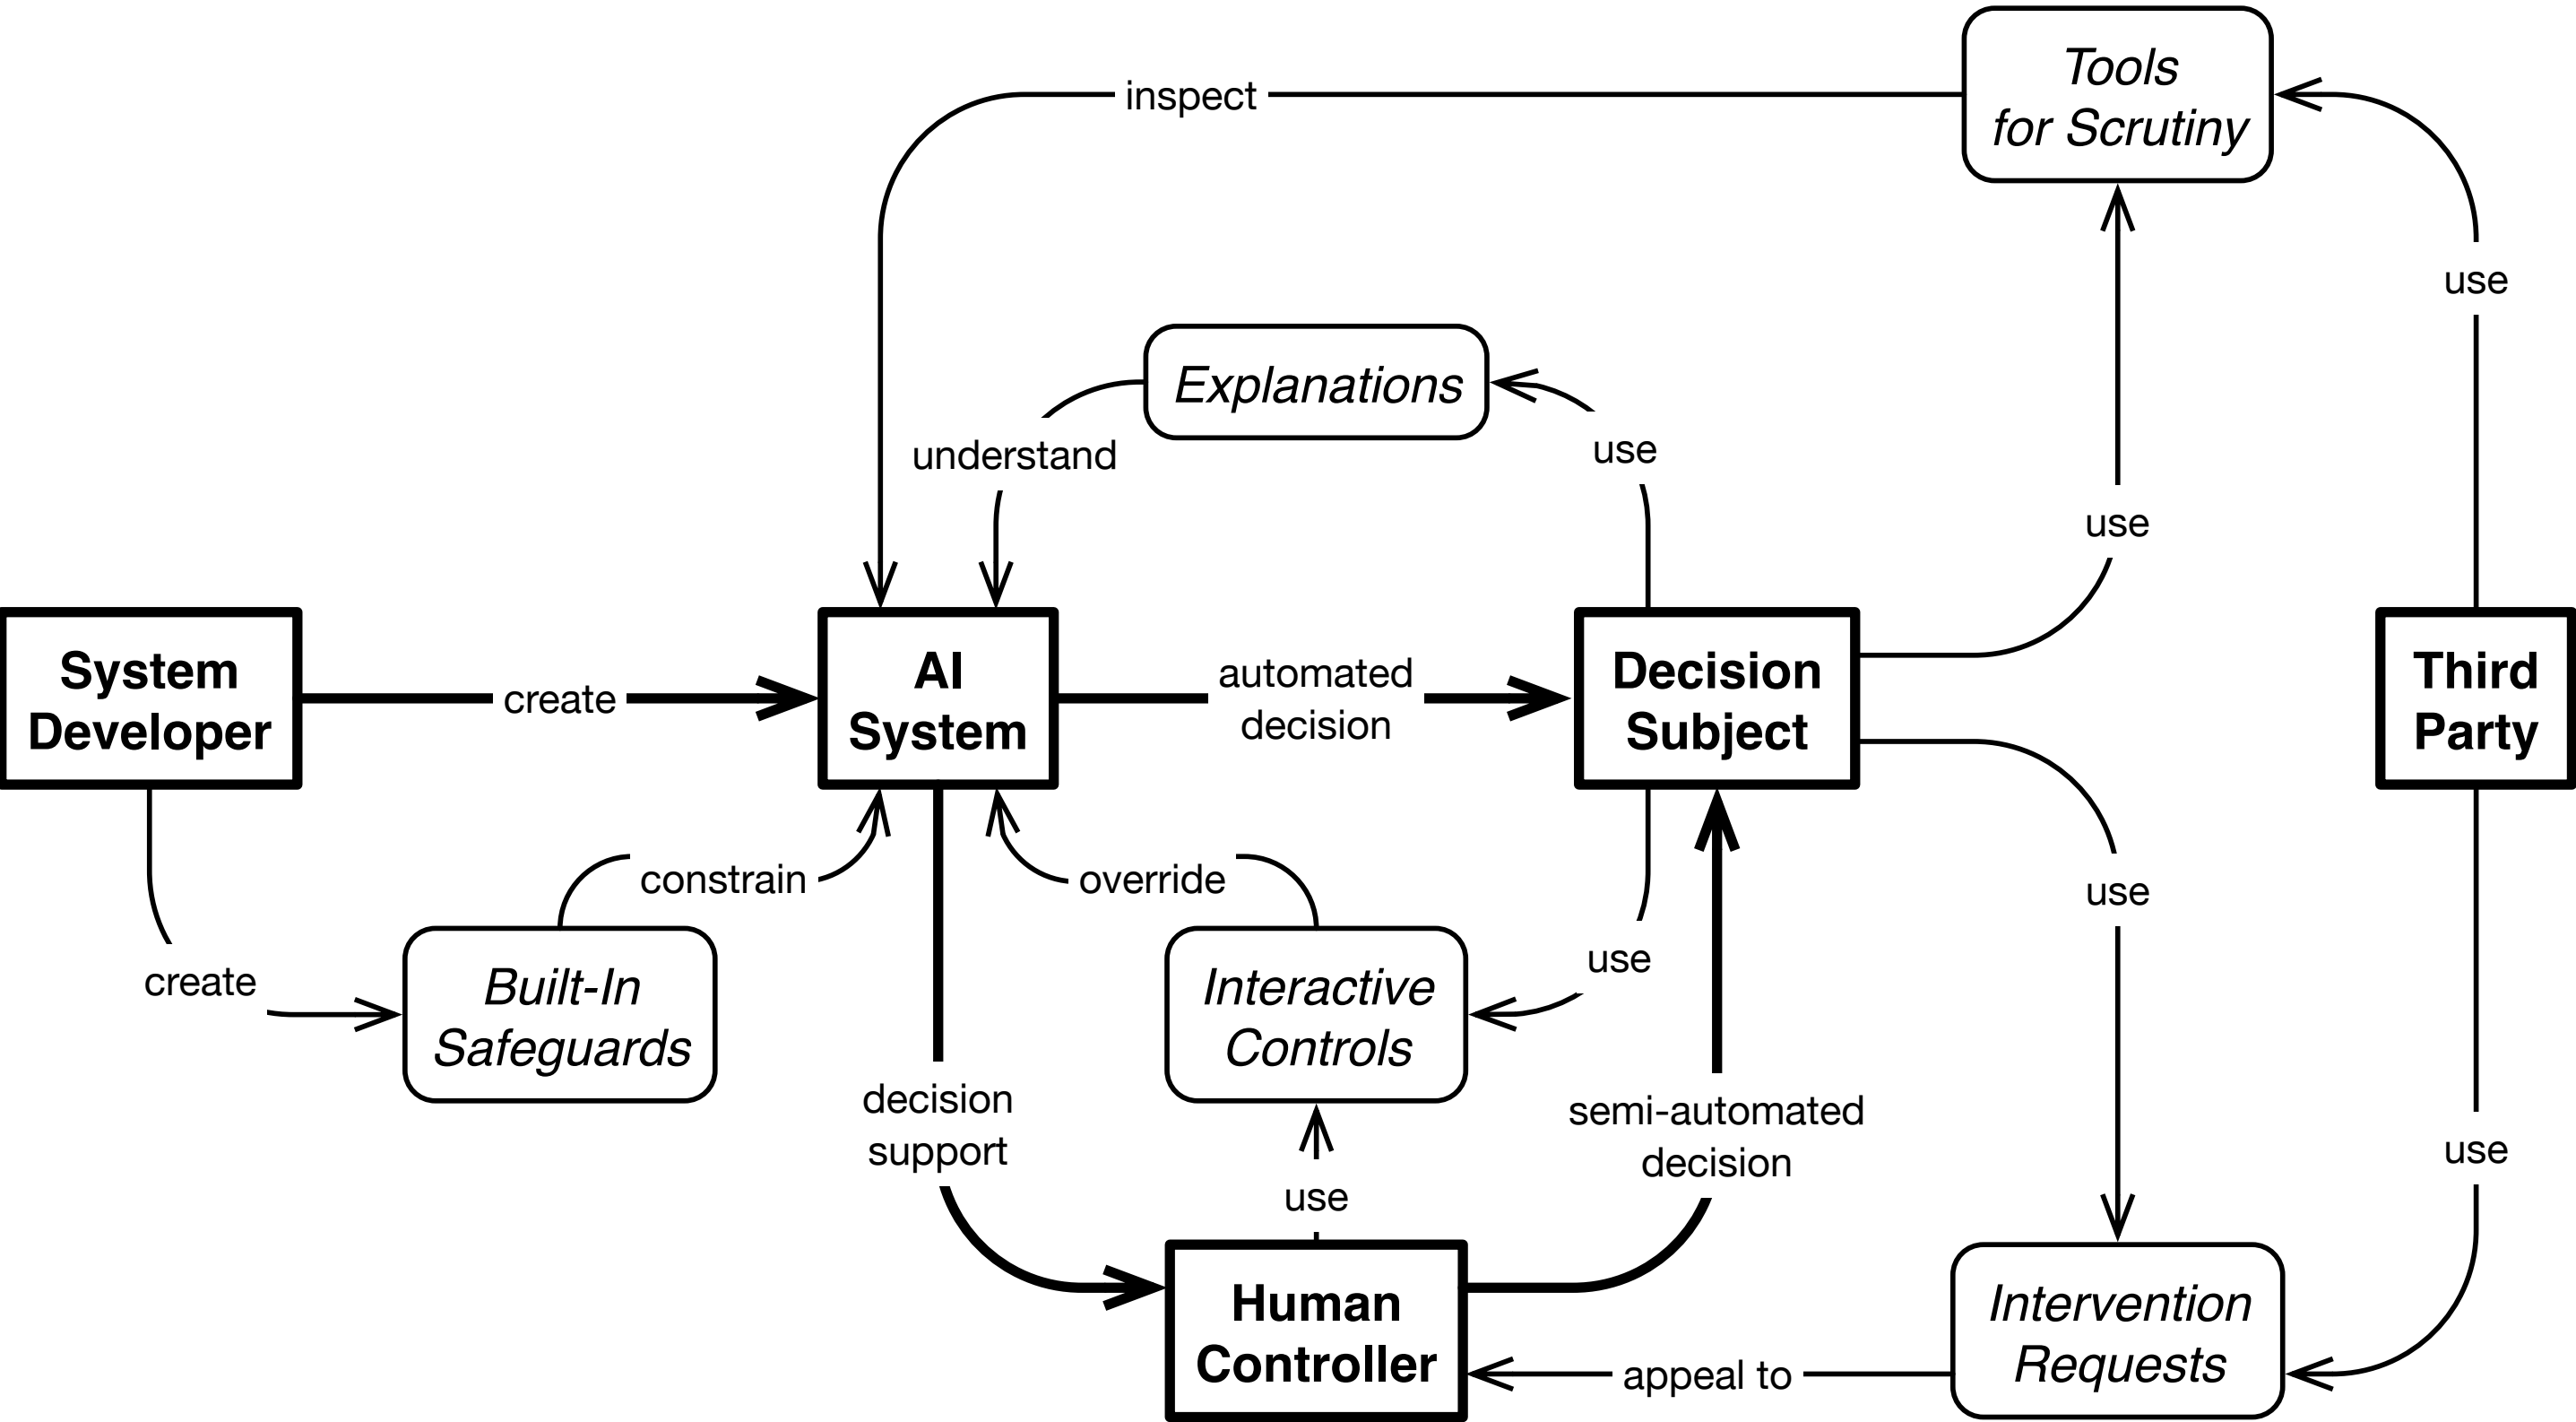 Tools
for Scrutiny
inspect
use
Explanations
understand
use
use
System
Developer
create
AI
System
automated
decision
Decision
Subject
Third
Party
constrain
override
use
create
Built-In
Safeguards
Interactive
Controls
use
decision
support
semi-automated
decision
use
use
Human
Controller
appeal to
Intervention
Requests